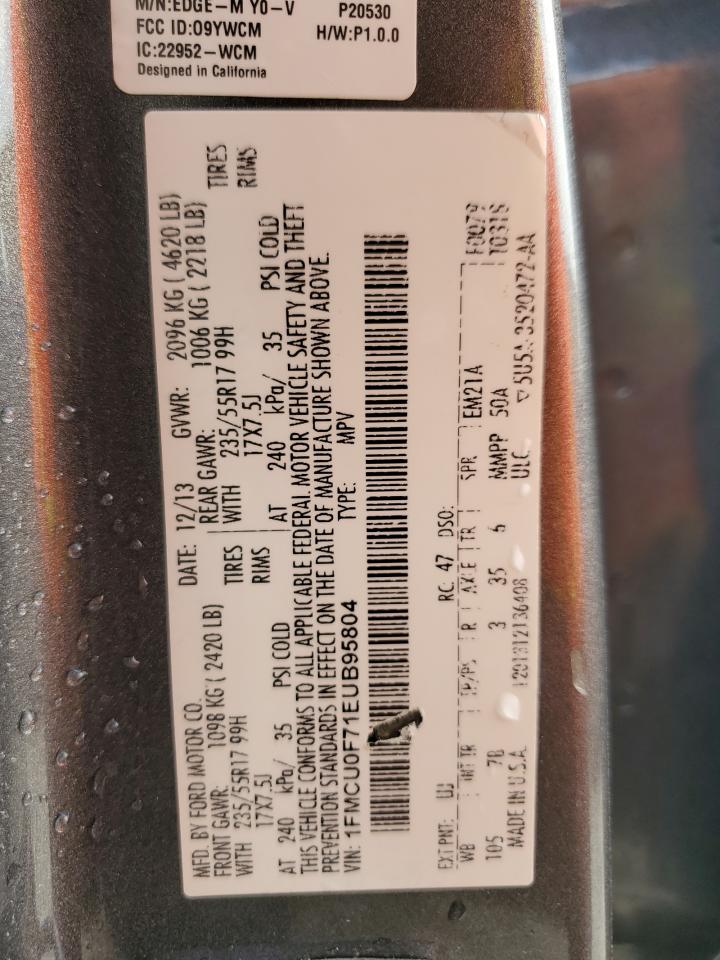 M/N:EDGE-M Y0-V P20530
FCC ID:O9YWCM H/W:P1.0.0
IC:22952-WCM
Designed in California
MFD. BY FORD MOTOR CO. DATE: 12/13 GVWR: 2096 KG ( 4620 LB)
FRONT GAWR: 1098 KG ( 2420 LB) REAR GAWR: 1006 KG ( 2218 LB)
WITH 235/55R17 99H TIRES WITH 235/55R17 99H TIRES
17X7.5J RIMS 17X7.5J RIMS
AT 240 kPa/ 35 PSI COLD AT 240 kPa/ 35 PSI COLD
THIS VEHICLE CONFORMS TO ALL APPLICABLE FEDERAL MOTOR VEHICLE SAFETY AND THEFT
PREVENTION STANDARDS IN EFFECT ON THE DATE OF MANUFACTURE SHOWN ABOVE.
VIN: 1FMCU0F71EUB95804 TYPE: MPV
EXT PNT: UJ RC: 47 DSO: F0079
WB INT TR TP/PS R AXLE TR SPR EM21A T0315
105 7B 3 35 6 MMPP 50A
MADE IN U.S.A. 1201312136408 ULC 5U5A-3520472-AA